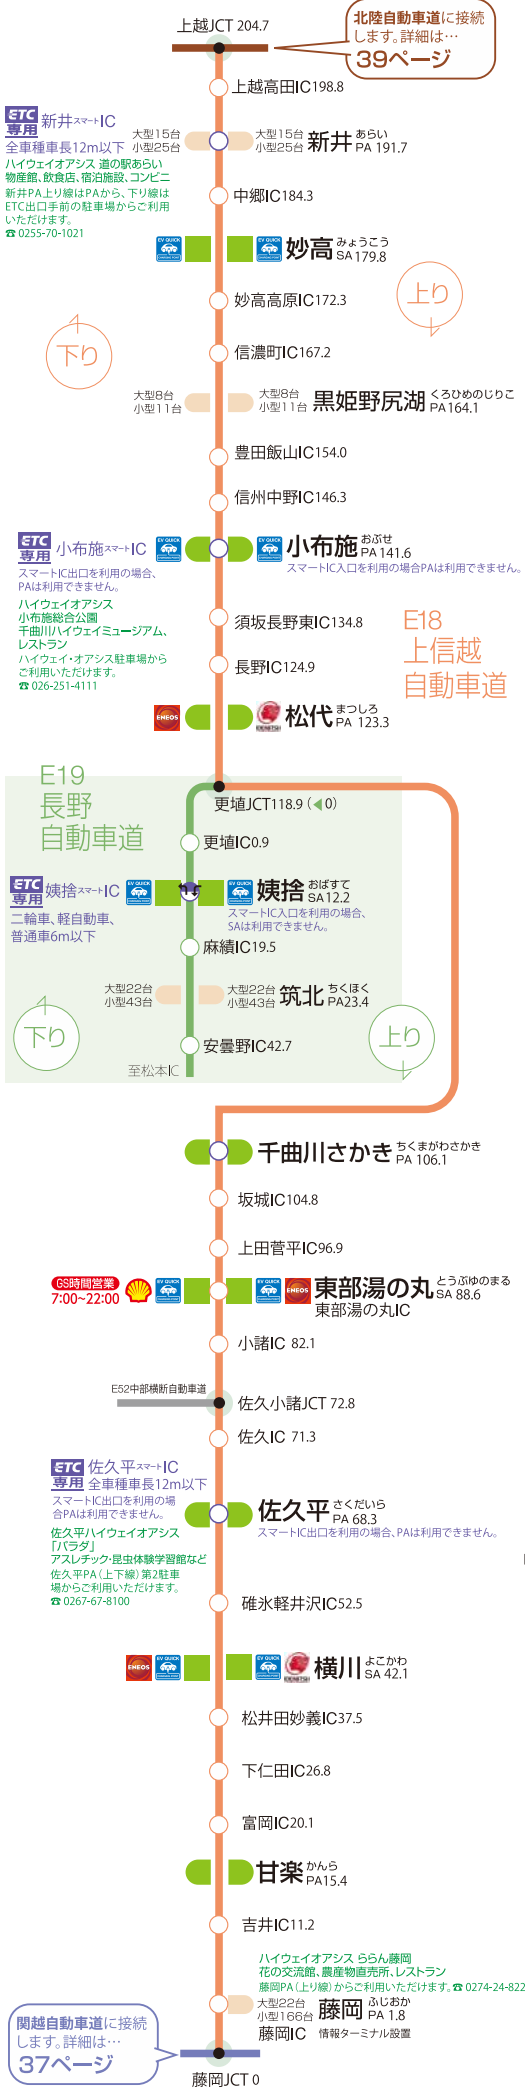 上越JCT 204.7
北陸自動車道に接続
します。詳細は…
39ページ
上越高田IC198.8
ETC
専用
新井スマートIC
全車種車長12m以下
ハイウェイオアシス 道の駅あらい
物産館、飲食店、宿泊施設、コンビニ
新井PA上り線はPAから、下り線は
ETC出口手前の駐車場からご利用
いただけます。
☎ 0255-70-1021
大型15台
小型25台
大型15台
小型25台
新井 あらい
PA 191.7
中郷IC184.3
EV QUICK
EV QUICK
妙高 みょうこう
SA 179.8
妙高高原IC172.3
上り
下り
信濃町IC167.2
大型8台
小型11台
大型8台
小型11台
黒姫野尻湖 くろひめのじりこ
PA164.1
豊田飯山IC154.0
信州中野IC146.3
ETC
専用
小布施スマートIC
EV QUICK
EV QUICK
小布施 おぶせ
PA 141.6
スマートIC入口を利用の場合PAは利用できません。
スマートIC出口を利用の場合、
PAは利用できません。
ハイウェイオアシス
小布施総合公園
千曲川ハイウェイミュージアム、
レストラン
ハイウェイ・オアシス駐車場から
ご利用いただけます。
☎ 026-251-4111
須坂長野東IC134.8
E18
上信越
自動車道
長野IC124.9
ENEOS
松代 まつしろ
PA 123.3
E19
長野
自動車道
更埴JCT118.9 (◀0)
更埴IC0.9
ETC
専用
姨捨スマートIC
二輪車、軽自動車、
普通車6m以下
EV QUICK
EV QUICK
姨捨 おばすて
SA12.2
スマートIC入口を利用の場合、
SAは利用できません。
麻績IC19.5
大型22台
小型43台
大型22台
小型43台
筑北 ちくほく
PA23.4
下り
上り
安曇野IC42.7
至松本IC
千曲川さかき ちくまがわさかき
PA 106.1
坂城IC104.8
上田菅平IC96.9
GS時間営業
7:00~22:00
EV QUICK
EV QUICK
ENEOS
東部湯の丸 とうぶゆのまる
SA 88.6
東部湯の丸IC
小諸IC 82.1
E52中部横断自動車道
佐久小諸JCT 72.8
佐久IC 71.3
ETC
専用
佐久平スマートIC
全車種車長12m以下
スマートIC出口を利用の場
合PAは利用できません。
佐久平ハイウェイオアシス
「パラダ」
アスレチック・昆虫体験学習館など
佐久平PA(上下線)第2駐車
場からご利用いただけます。
☎ 0267-67-8100
佐久平 さくだいら
PA 68.3
スマートIC出口を利用の場合、PAは利用できません。
碓氷軽井沢IC52.5
ENEOS
EV QUICK
EV QUICK
横川 よこかわ
SA 42.1
松井田妙義IC37.5
下仁田IC26.8
富岡IC20.1
甘楽 かんら
PA15.4
吉井IC11.2
ハイウェイオアシス ららん藤岡
花の交流館、農産物直売所、レストラン
藤岡PA(上り線)からご利用いただけます。☎ 0274-24-822
大型22台
小型166台
藤岡 ふじおか
PA 1.8
藤岡IC 情報ターミナル設置
関越自動車道に接続
します。詳細は…
37ページ
藤岡JCT 0